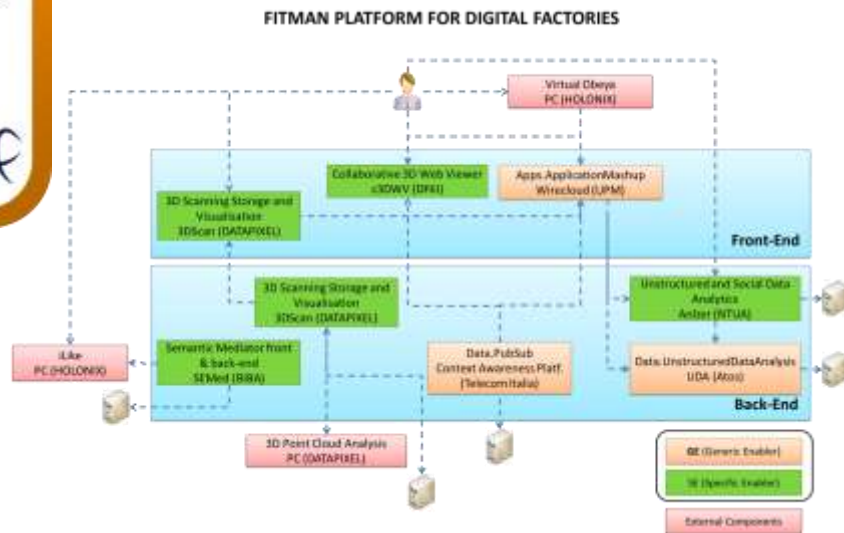 FITMAN PLATFORM FOR DIGITAL FACTORIES
Virtual Obeya
PC (HOLONIX)
Collaborative 3D Web Viewer
c3DWV (DFKI)
Apps.ApplicationMashup
Wirecloud (UPM)
3D Scanning Storage and
Visualisation
3DScan (DATAPIXEL)
Front-End
3D Scanning Storage and
Visualisation
3DScan (DATAPIXEL)
Unstructured and Social Data
Analytics
Anlzer (NTUA)
iLike
PC (HOLONIX)
Semantic Mediator front
& back-end
SEMed (BIBA)
Data.PubSub
Context Awareness Platf.
(Telecom Italia)
Data.UnstructuredDataAnalysis
UDA (Atos)
Back-End
3D Point Cloud Analysis
PC (DATAPIXEL)
GE (Generic Enabler)
SE (Specific Enabler)
External Components